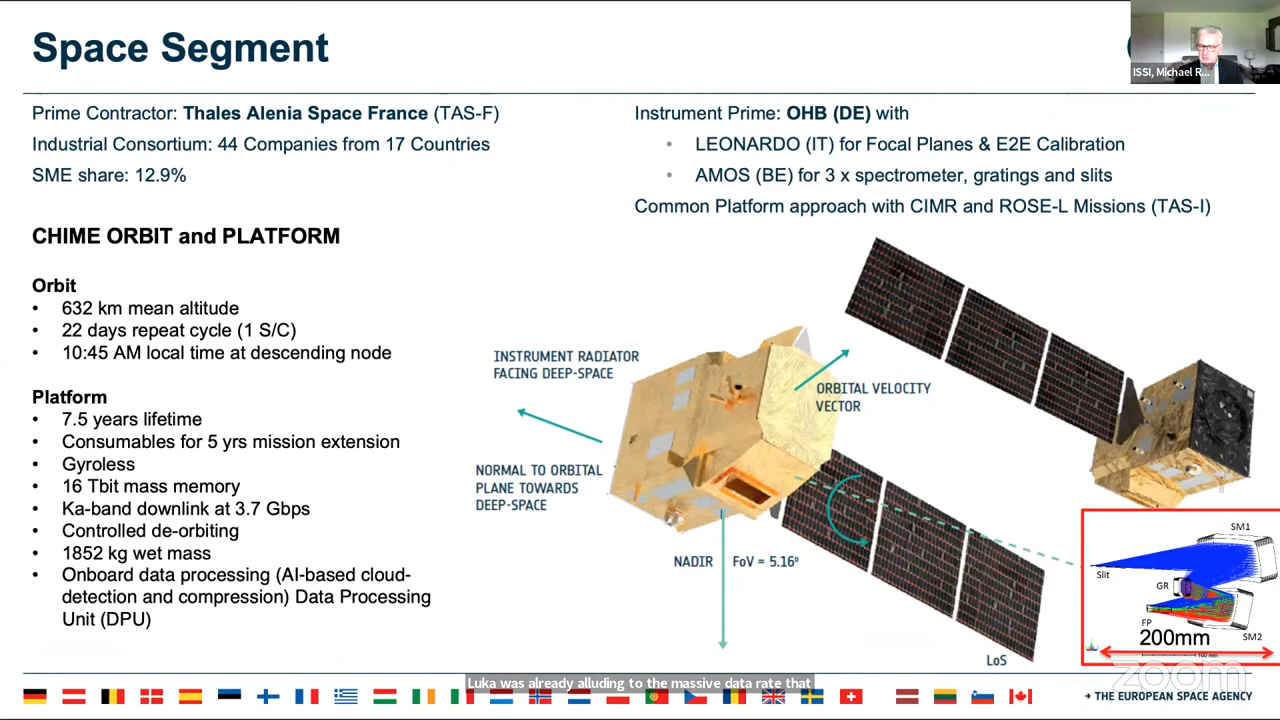 Space Segment
ISSI, Michael R...
Prime Contractor: Thales Alenia Space France (TAS-F)
Industrial Consortium: 44 Companies from 17 Countries
SME share: 12.9%
Instrument Prime: OHB (DE) with
• LEONARDO (IT) for Focal Planes & E2E Calibration
• AMOS (BE) for 3 x spectrometer, gratings and slits
Common Platform approach with CIMR and ROSE-L Missions (TAS-I)
CHIME ORBIT and PLATFORM
Orbit
• 632 km mean altitude
• 22 days repeat cycle (1 S/C)
• 10:45 AM local time at descending node
Platform
• 7.5 years lifetime
• Consumables for 5 yrs mission extension
• Gyroless
• 16 Tbit mass memory
• Ka-band downlink at 3.7 Gbps
• Controlled de-orbiting
• 1852 kg wet mass
• Onboard data processing (AI-based cloud-
detection and compression) Data Processing
Unit (DPU)
INSTRUMENT RADIATOR
FACING DEEP-SPACE
ORBITAL VELOCITY
VECTOR
NORMAL TO ORBITAL
PLANE TOWARDS
DEEP-SPACE
NADIR
FoV = 5.16º
LoS
SM1
Slit
GR
FP
SM2
200mm
100 mm
zoom
Luka was already alluding to the massive data rate that
→ THE EUROPEAN SPACE AGENCY